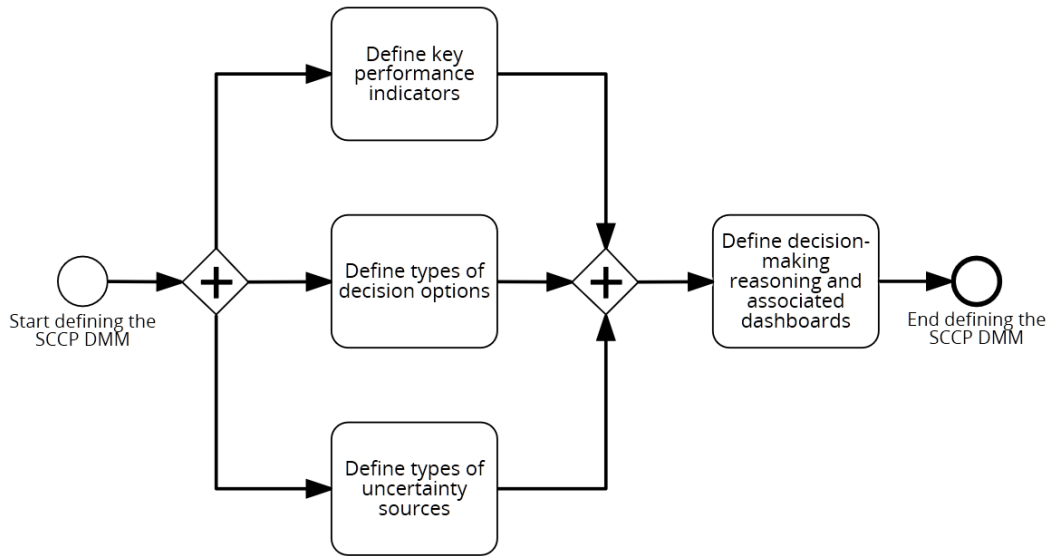 Define key
performance
indicators
Start defining the
SCCP DMM
Define types of
decision options
Define types of
uncertainty
sources
Define decision-
making
reasoning and
associated
dashboards
End defining the
SCCP DMM